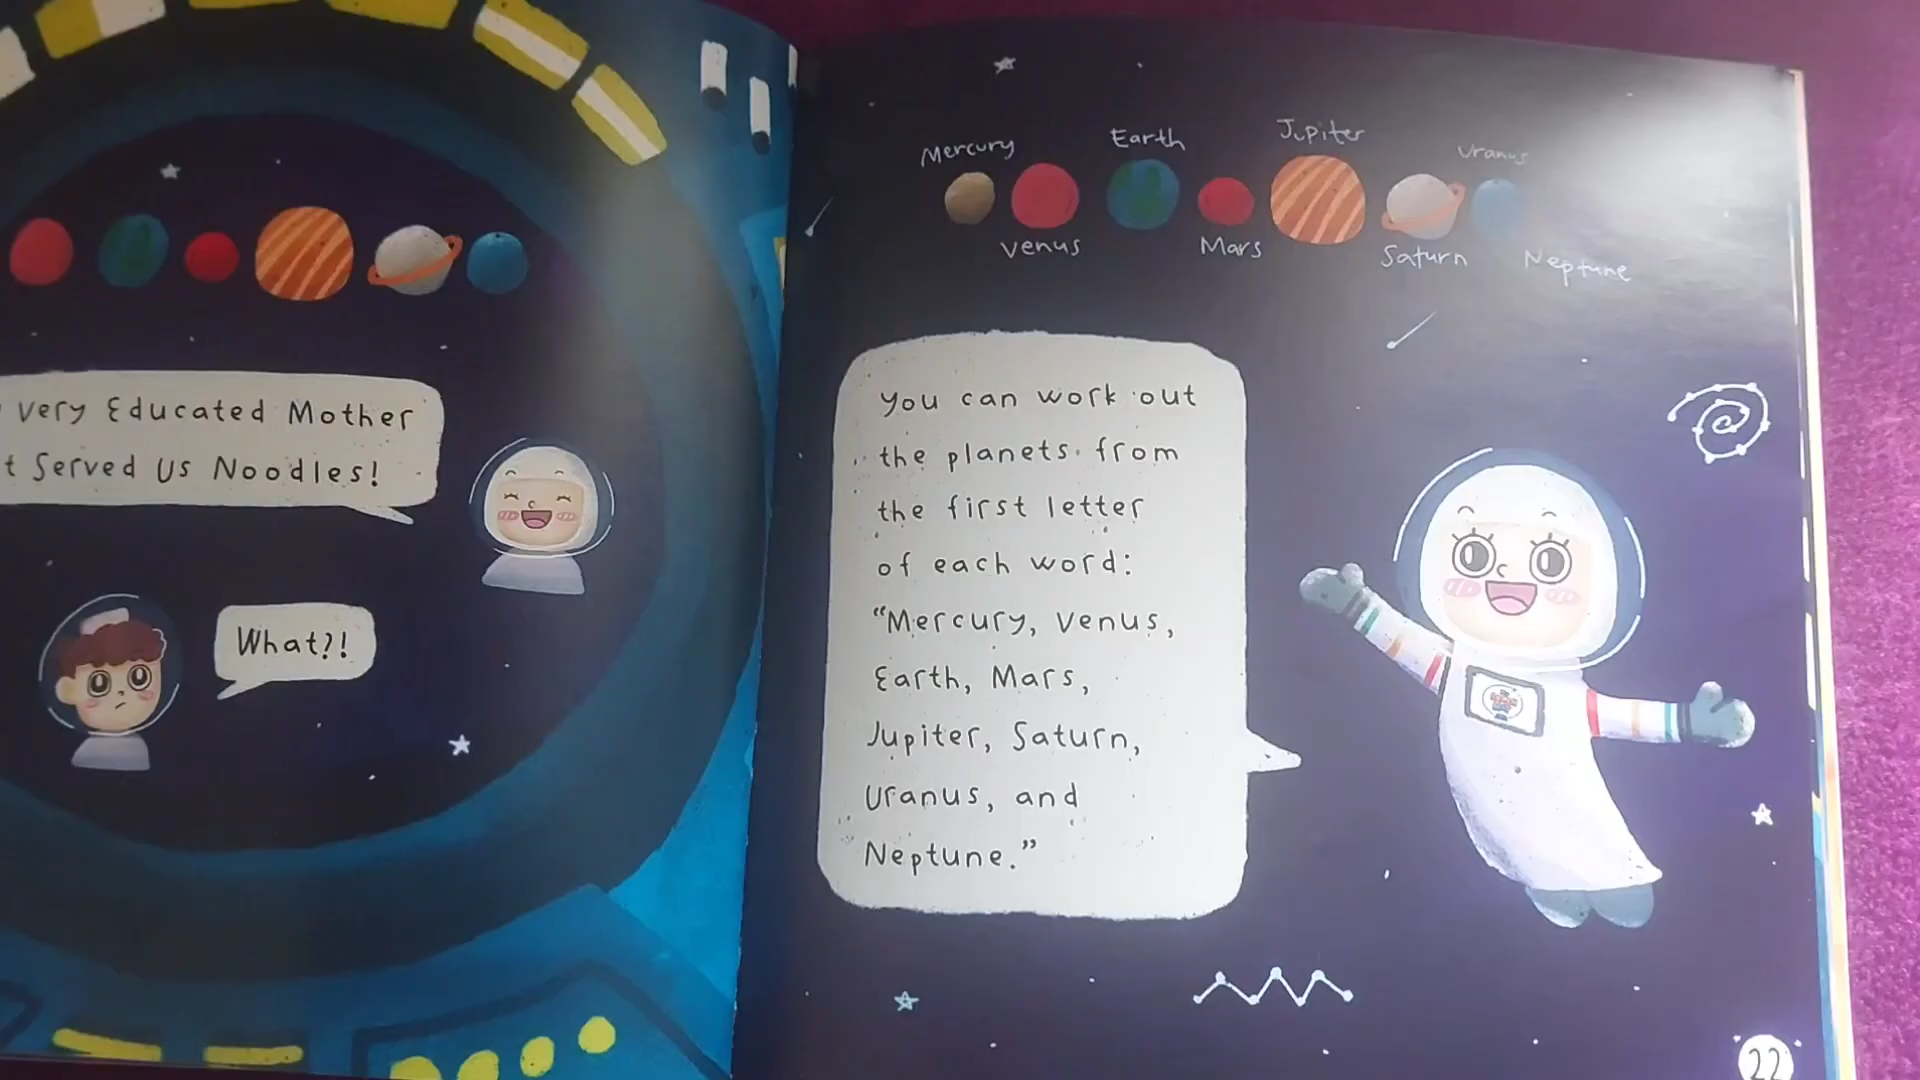 Very Educated Mother
t Served Us Noodles!
What?!
Mercury
Earth
Jupiter
Uranus
Venus
Mars
Saturn
Neptune
You can work out
the planets from
the first letter
of each word:
“Mercury, Venus,
Earth, Mars,
Jupiter, Saturn,
Uranus, and
Neptune.”
22